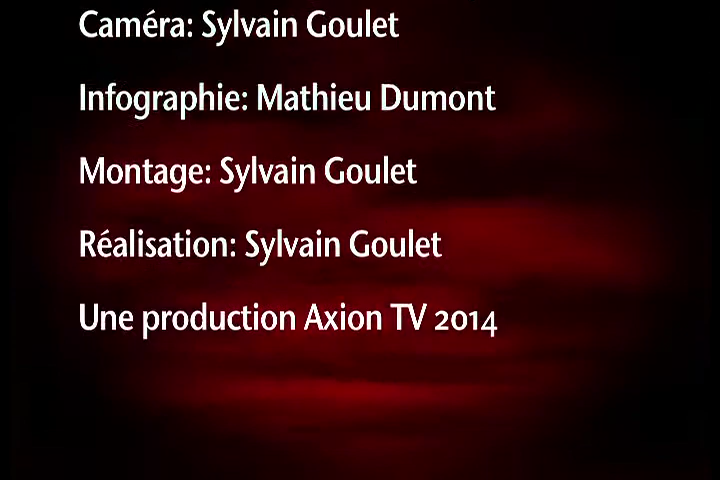 Caméra: Sylvain Goulet
Infographie: Mathieu Dumont
Montage: Sylvain Goulet
Réalisation: Sylvain Goulet
Une production Axion TV 2014